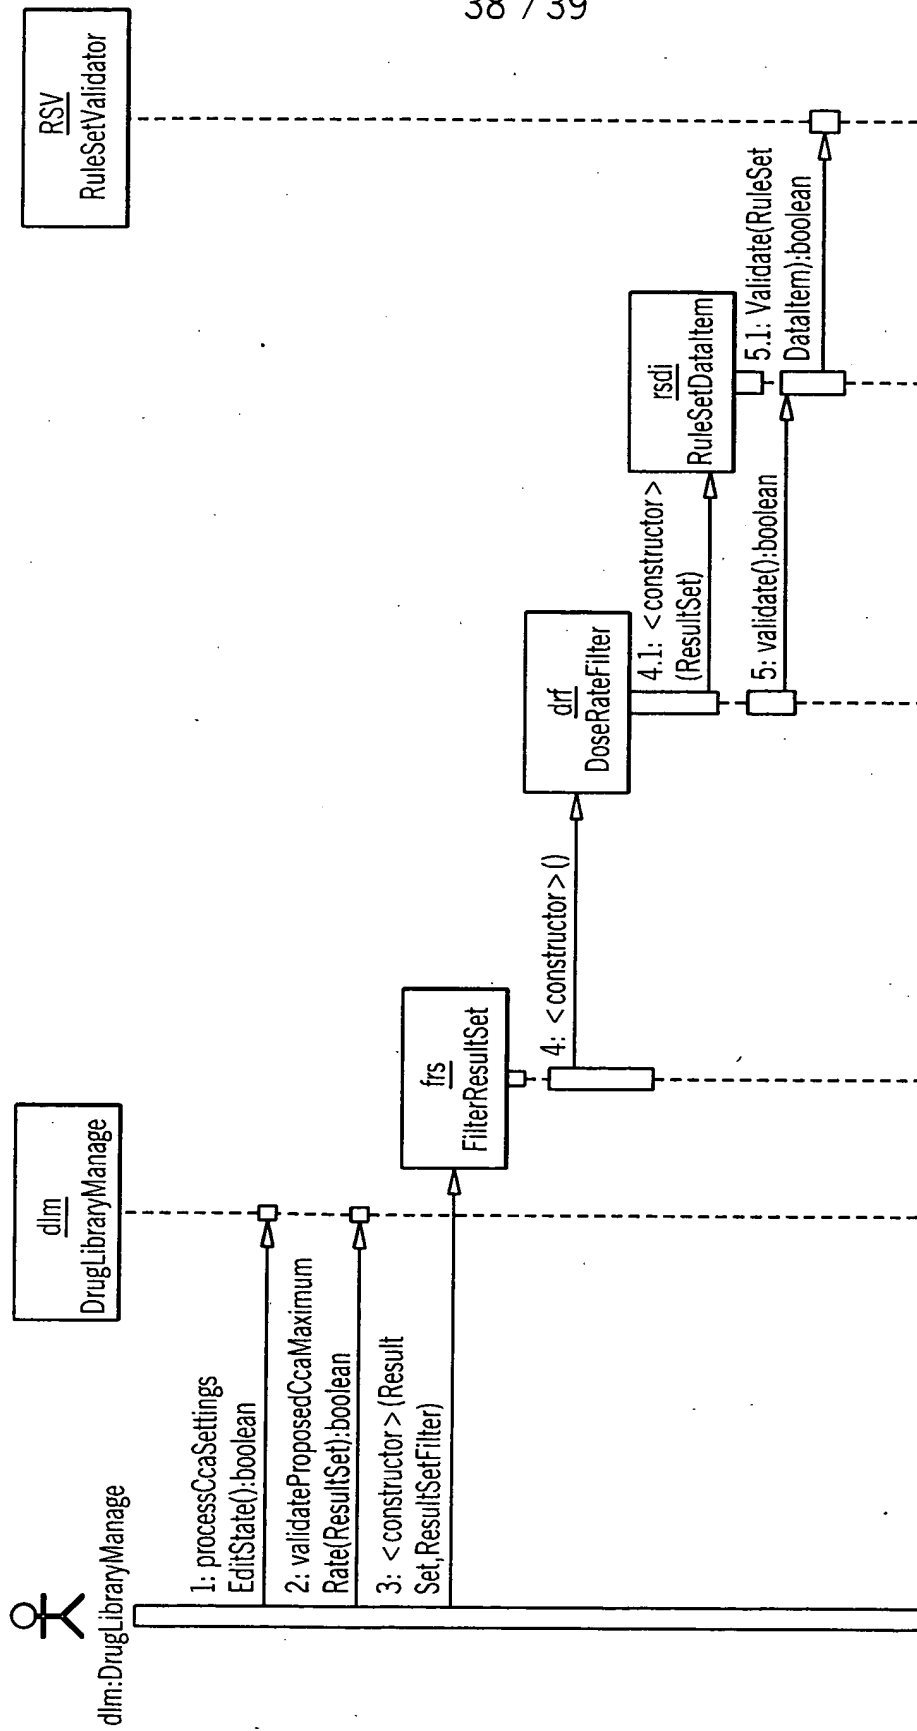 38 / 39
dlm:DrugLibraryManage
dlm
DrugLibraryManage
RSV
RuleSetValidator
1: processCcaSettings
EditState():boolean
2: validateProposedCcaMaximum
Rate(ResultSet):boolean
3: <constructor>(Result
Set,ResultSetFilter)
frs
FilterResultSet
4: <constructor>()
drf
DoseRateFilter
4.1: <constructor>
(ResultSet)
rsdi
RuleSetDataItem
5: validate():boolean
5.1: Validate(RuleSet
DataItem):boolean